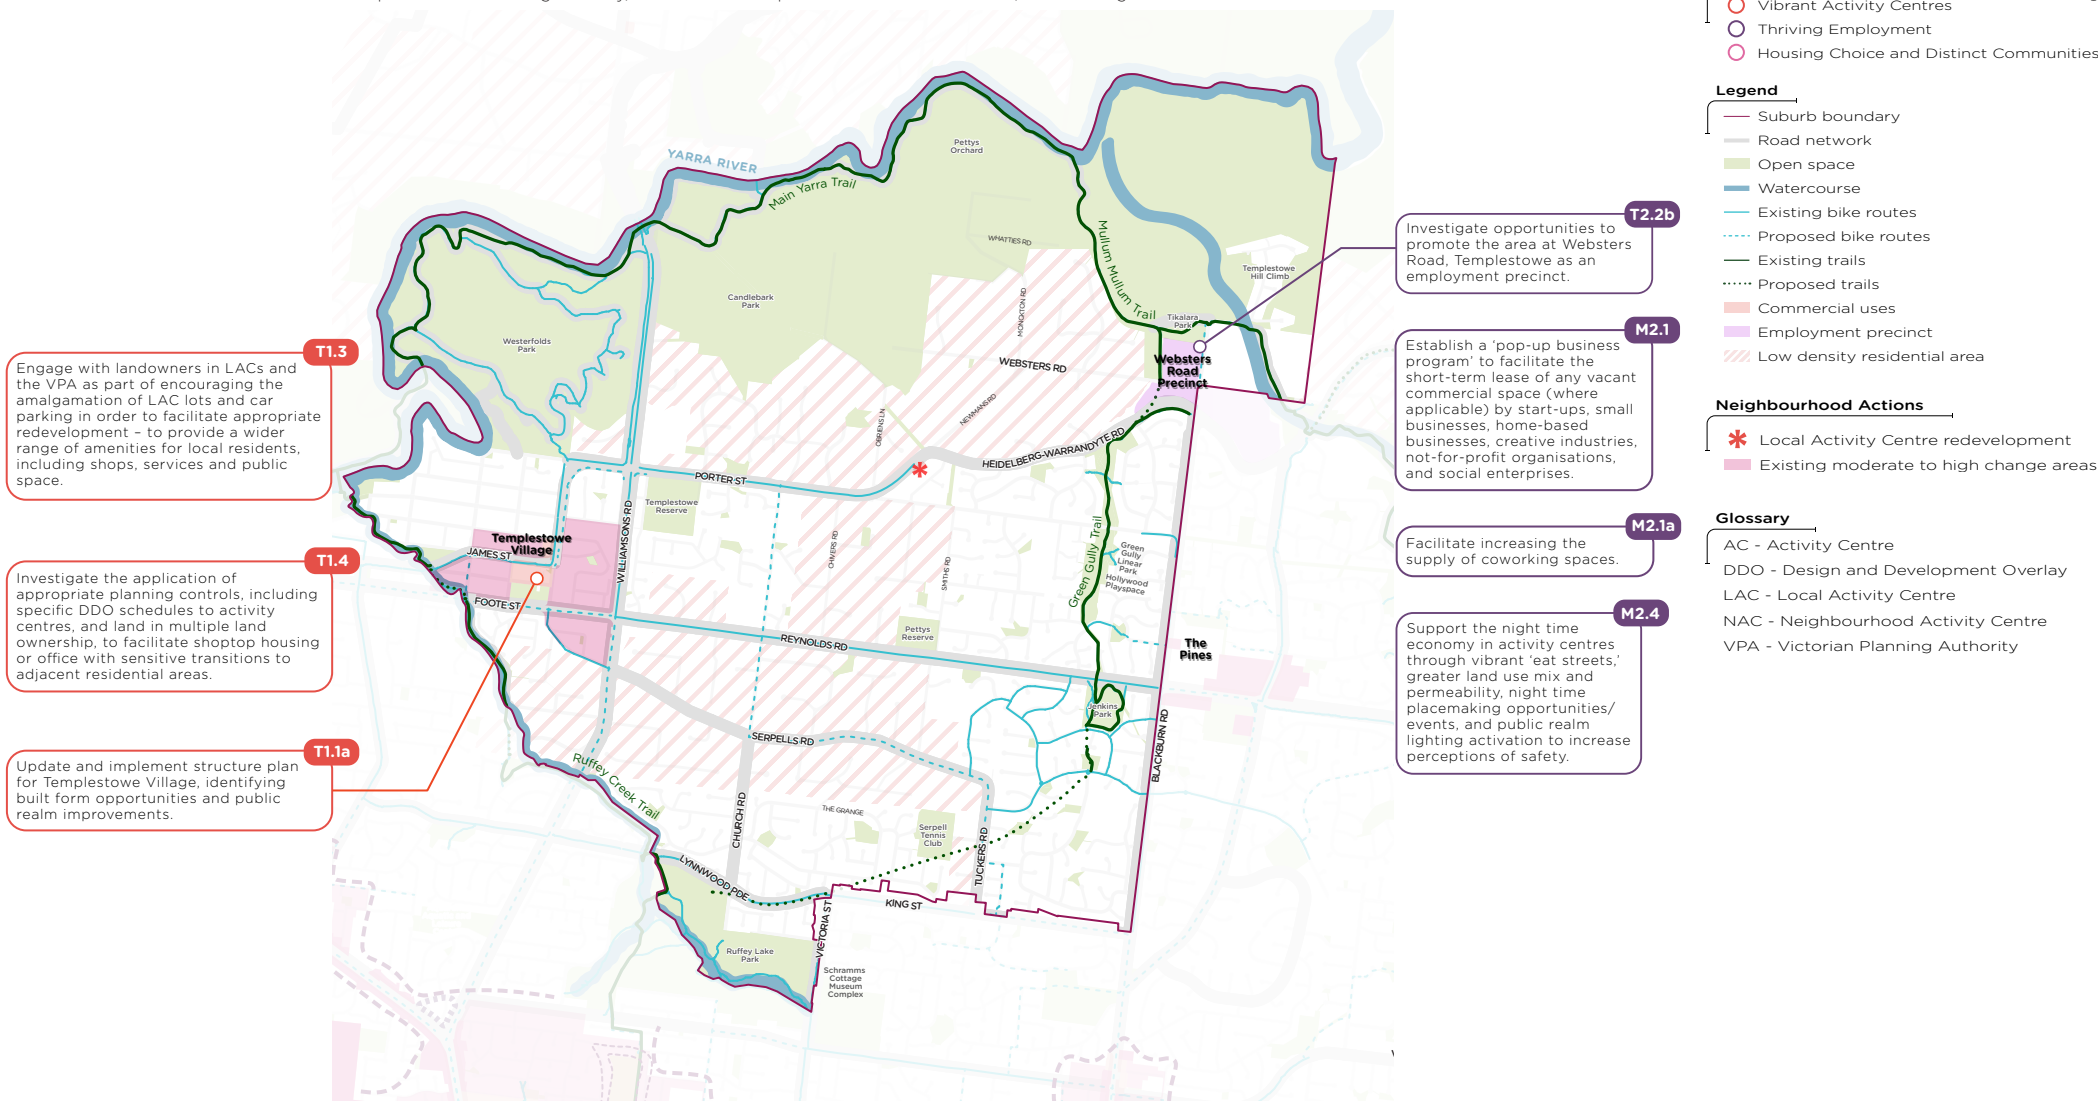 Vibrant Activity Centres
Thriving Employment
Housing Choice and Distinct Communities
Legend
Suburb boundary
Road network
Open space
Watercourse
Existing bike routes
Proposed bike routes
Existing trails
Proposed trails
Commercial uses
Employment precinct
Low density residential area
Neighbourhood Actions
Local Activity Centre redevelopment
Existing moderate to high change areas
Glossary
AC - Activity Centre
DDO - Design and Development Overlay
LAC - Local Activity Centre
NAC - Neighbourhood Activity Centre
VPA - Victorian Planning Authority
T1.3
Engage with landowners in LACs and
the VPA as part of encouraging the
amalgamation of LAC lots and car
parking in order to facilitate appropriate
redevelopment – to provide a wider
range of amenities for local residents,
including shops, services and public
space.
T1.4
Investigate the application of
appropriate planning controls, including
specific DDO schedules to activity
centres, and land in multiple land
ownership, to facilitate shoptop housing
or office with sensitive transitions to
adjacent residential areas.
T1.1a
Update and implement structure plan
for Templestowe Village, identifying
built form opportunities and public
realm improvements.
T2.2b
Investigate opportunities to
promote the area at Websters
Road, Templestowe as an
employment precinct.
M2.1
Establish a ‘pop-up business
program’ to facilitate the
short-term lease of any vacant
commercial space (where
applicable) by start-ups, small
businesses, home-based
businesses, creative industries,
not-for-profit organisations,
and social enterprises.
M2.1a
Facilitate increasing the
supply of coworking spaces.
M2.4
Support the night time
economy in activity centres
through vibrant ‘eat streets,’
greater land use mix and
permeability, night time
placemaking opportunities/
events, and public realm
lighting activation to increase
perceptions of safety.
YARRA RIVER
Main Yarra Trail
Pettys
Orchard
Mullum Mullum Trail
WHATTIES RD
Templestowe
Hill Climb
Candlebark
Park
MONCKTON RD
Tikalara
Park
Westerfolds
Park
WEBSTERS RD
Websters
Road
Precinct
NEWMANS RD
OBRIENS LN
HEIDELBERG-WARRANDYTE RD
PORTER ST
Templestowe
Reserve
WILLIAMSONS RD
Templestowe
Village
JAMES ST
FOOTE ST
CHIVERS RD
SMITHS RD
Green Gully Trail
Green
Gully
Linear
Park
Hollywood
Playspace
Pettys
Reserve
REYNOLDS RD
The
Pines
Jenkins
Park
BLACKBURN RD
SERPELLS RD
Ruffey Creek Trail
CHURCH RD
THE GRANGE
Serpell
Tennis
Club
TUCKERS RD
LYNNWOOD PDE
VICTORIA ST
KING ST
Ruffey Lake
Park
Schramms
Cottage
Museum
Complex